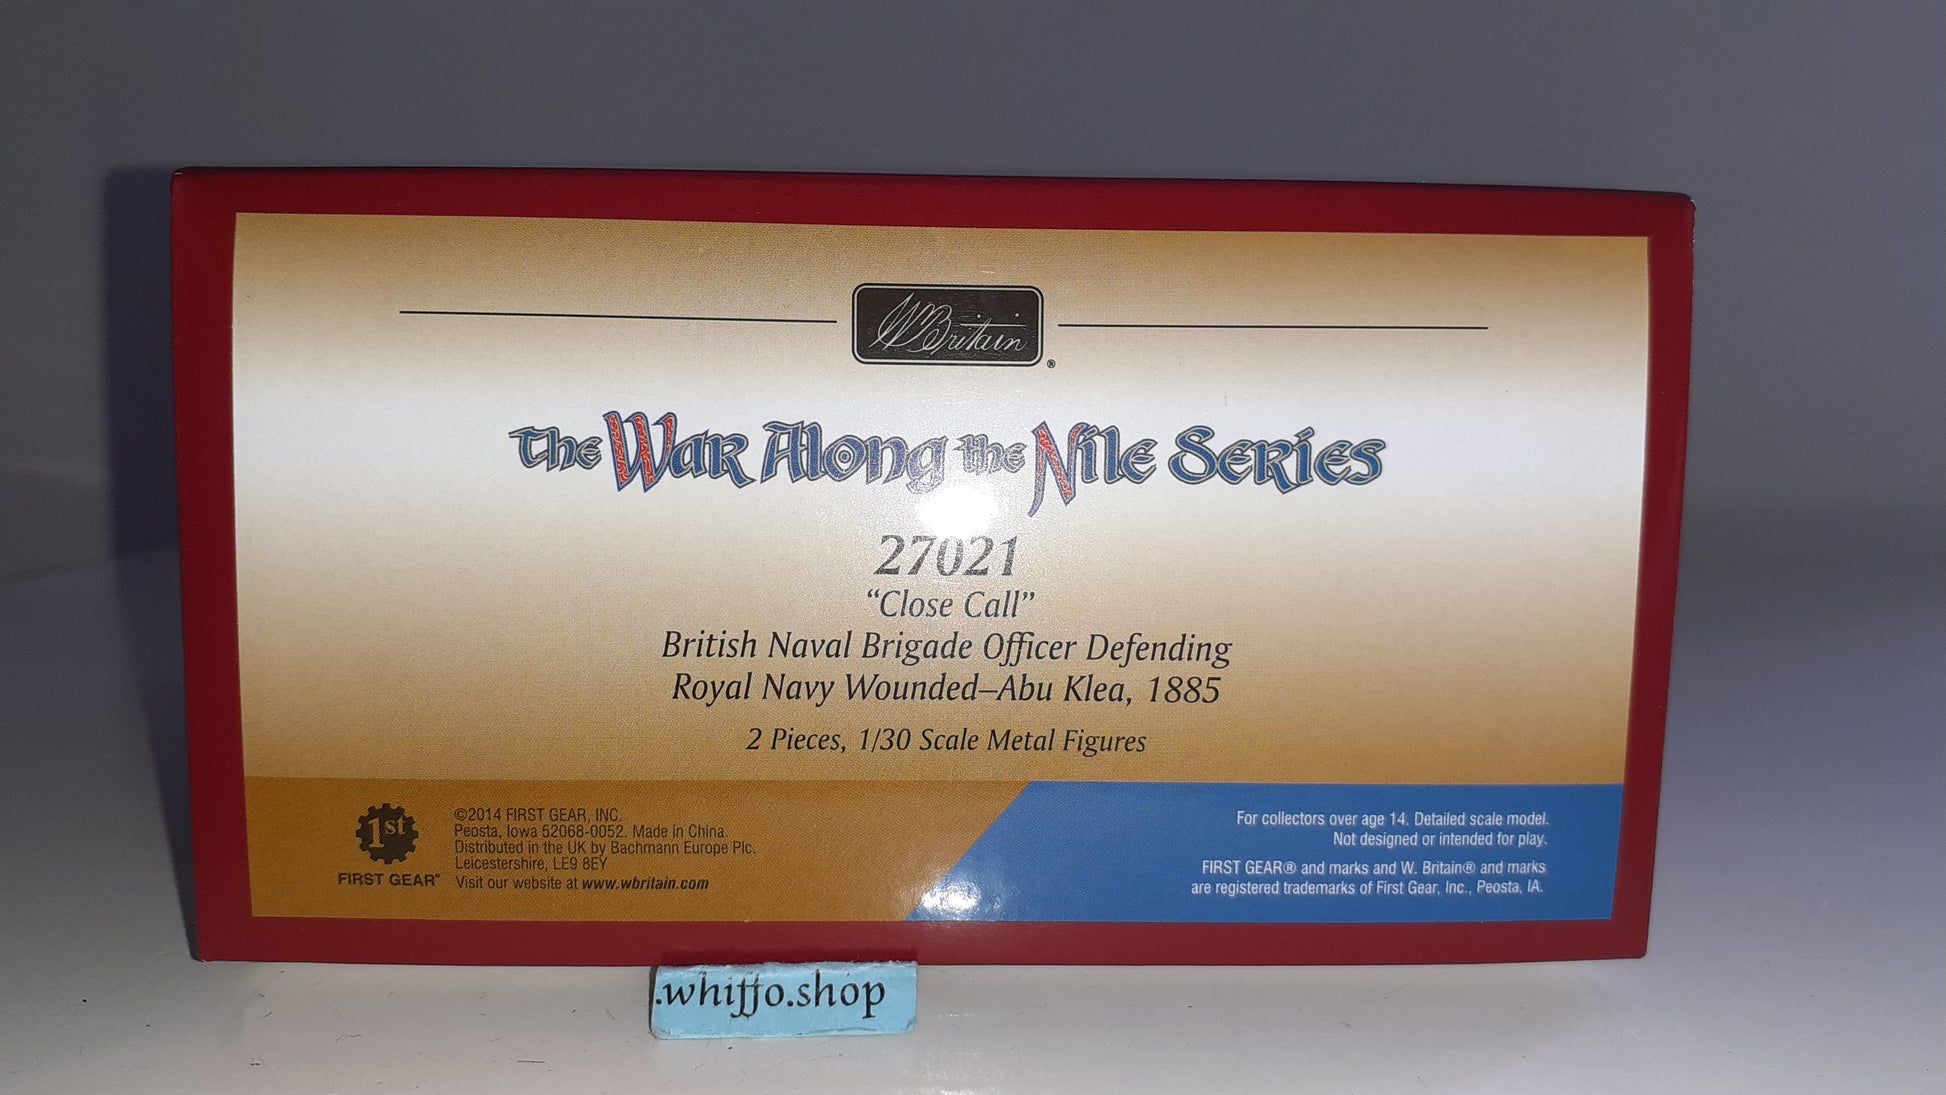 W Britain®
The War Along the Nile Series
27021
“Close Call”
British Naval Brigade Officer Defending
Royal Navy Wounded–Abu Klea, 1885
2 Pieces, 1/30 Scale Metal Figures
1st
FIRST GEAR®
©2014 FIRST GEAR, INC.
Peosta, Iowa 52068-0052. Made in China.
Distributed in the UK by Bachmann Europe Plc.
Leicestershire, LE9 8EY
Visit our website at www.wbritain.com
For collectors over age 14. Detailed scale model.
Not designed or intended for play.
FIRST GEAR® and marks and W. Britain® and marks
are registered trademarks of First Gear, Inc., Peosta, IA.
.whiffo.shop